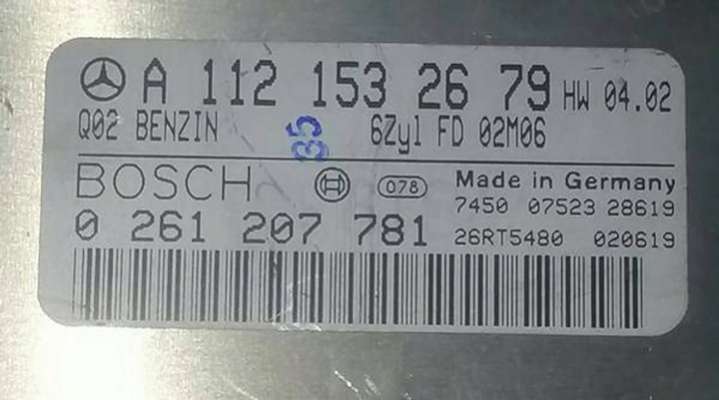 A 112 153 26 79 HW 04.02
Q02 BENZIN 6Zyl FD 02M06
35
BOSCH 078 Made in Germany
7450 07523 28619
0 261 207 781 26RT5480 020619